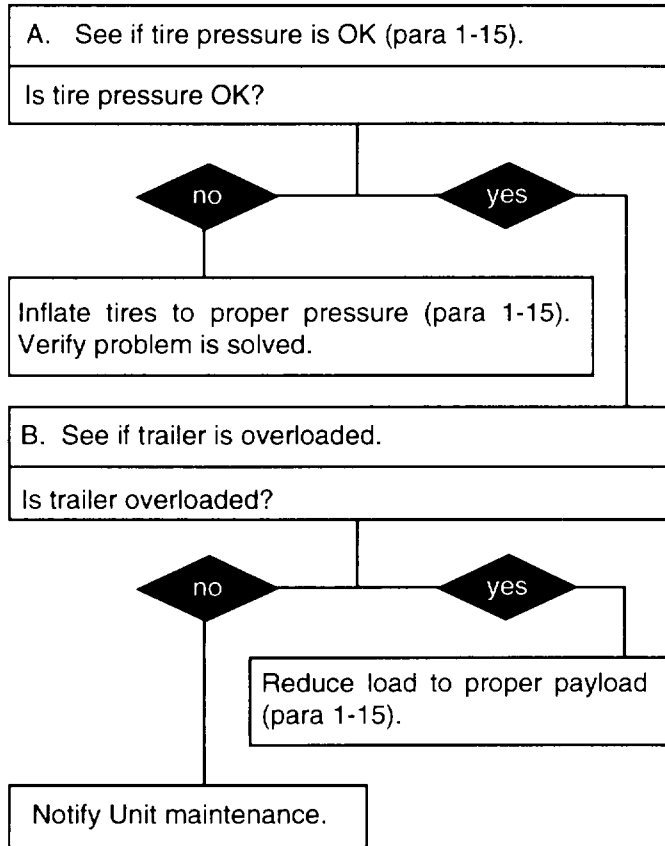 A. See if tire pressure is OK (para 1-15).
Is tire pressure OK?
no
yes
Inflate tires to proper pressure (para 1-15).
Verify problem is solved.
B. See if trailer is overloaded.
Is trailer overloaded?
no
yes
Reduce load to proper payload
(para 1-15).
Notify Unit maintenance.